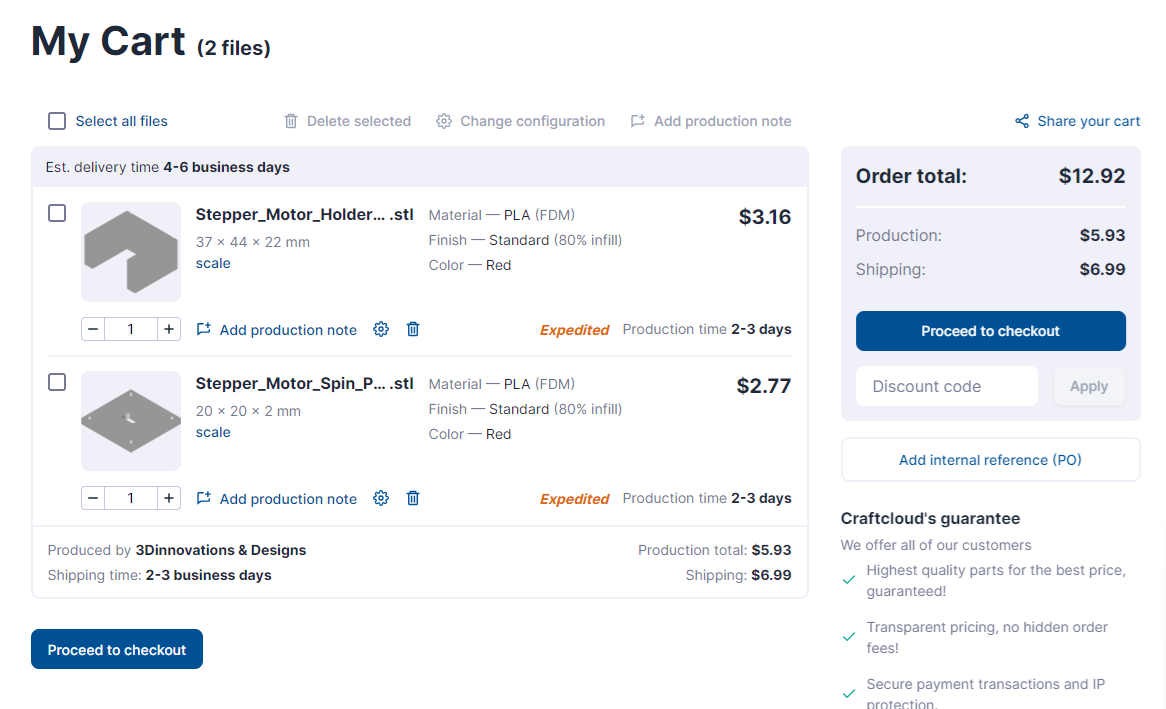 My Cart (2 files)
Select all files
Delete selected
Change configuration
Add production note
Share your cart
Est. delivery time 4-6 business days
Stepper_Motor_Holder... .stl
37 × 44 × 22 mm
scale
Material — PLA (FDM)
Finish — Standard (80% infill)
Color — Red
$3.16
− 1 +
Add production note
Expedited Production time 2-3 days
Stepper_Motor_Spin_P... .stl
20 × 20 × 2 mm
scale
Material — PLA (FDM)
Finish — Standard (80% infill)
Color — Red
$2.77
− 1 +
Add production note
Expedited Production time 2-3 days
Produced by 3Dinnovations & Designs
Shipping time: 2-3 business days
Production total: $5.93
Shipping: $6.99
Proceed to checkout
Order total: $12.92
Production: $5.93
Shipping: $6.99
Proceed to checkout
Discount code
Apply
Add internal reference (PO)
Craftcloud's guarantee
We offer all of our customers
Highest quality parts for the best price,
guaranteed!
Transparent pricing, no hidden order
fees!
Secure payment transactions and IP
protection.